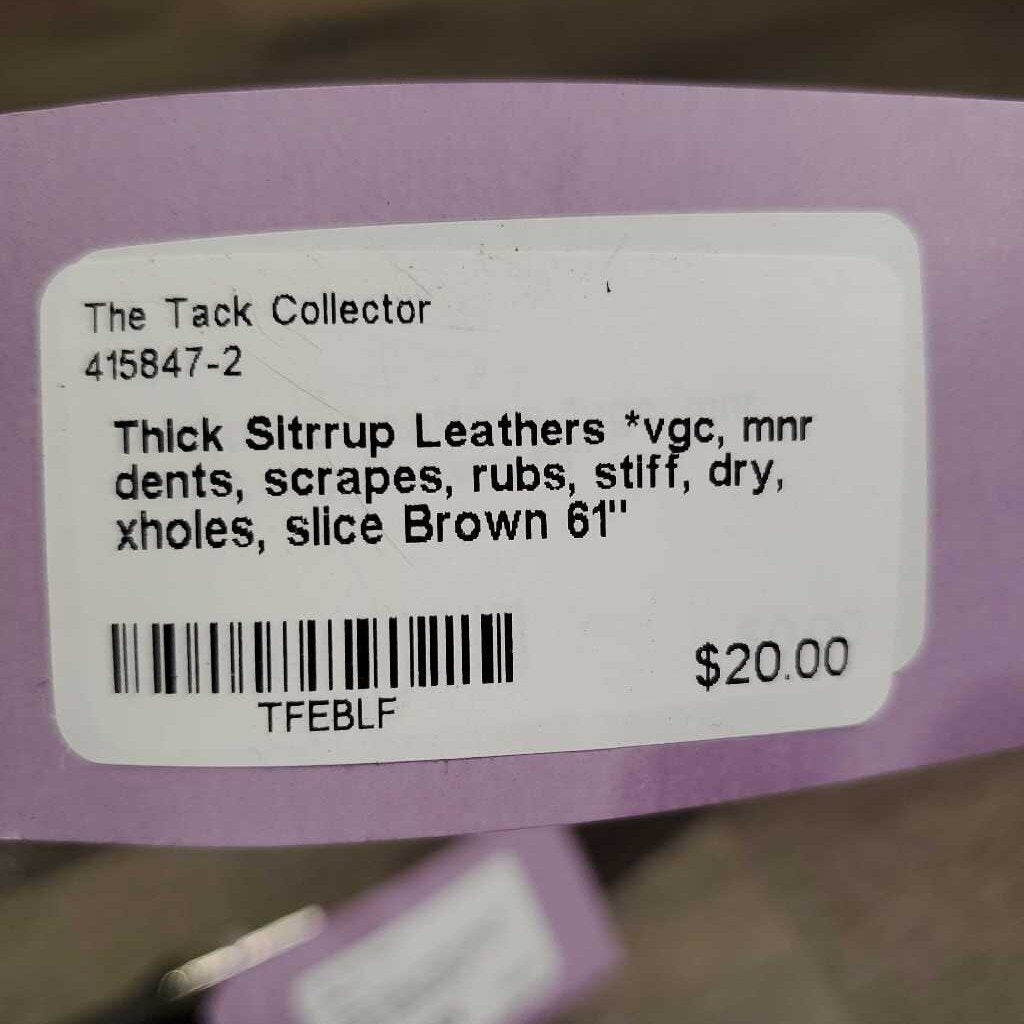 The Tack Collector
415847-2
Thick Sltrrup Leathers *vgc, mnr
dents, scrapes, rubs, stiff, dry,
xholes, slice Brown 61"
TFEBLF
$20.00